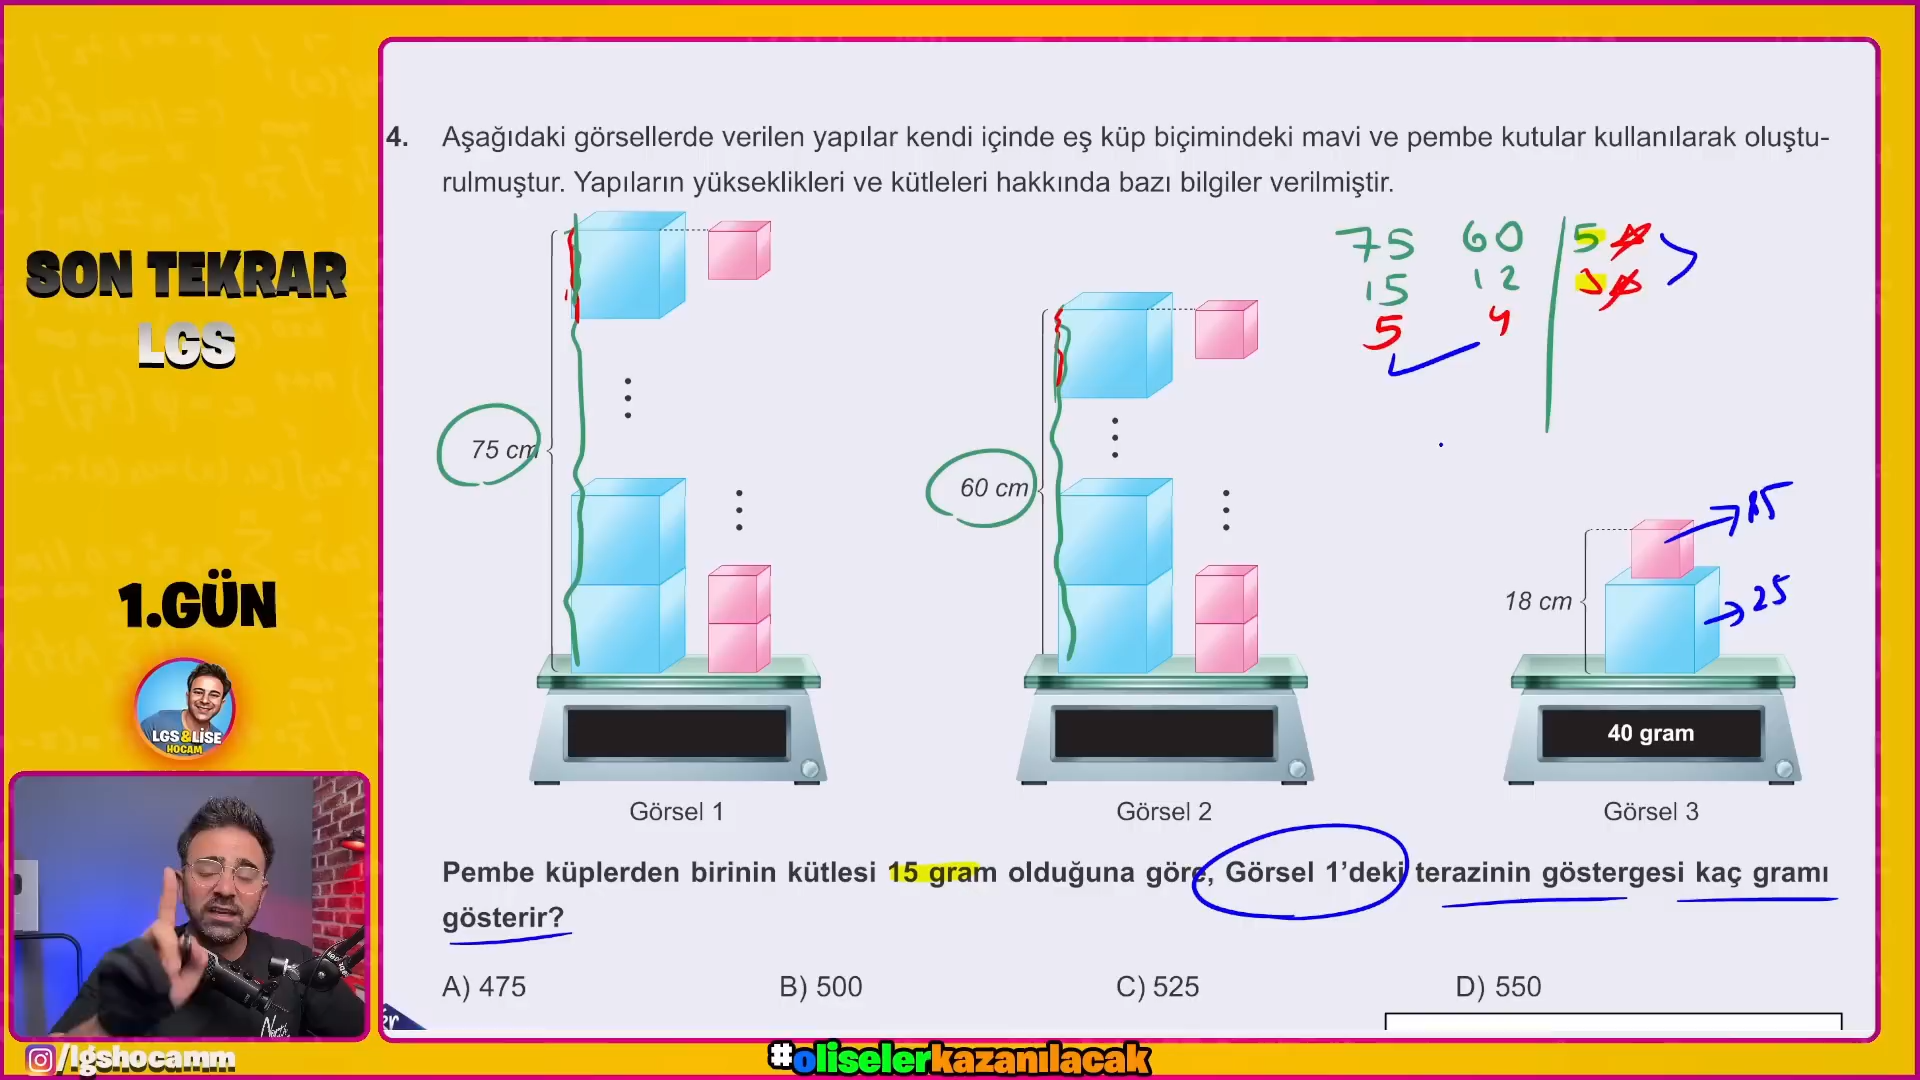 4. Aşağıdaki görsellerde verilen yapılar kendi içinde eş küp biçimindeki mavi ve pembe kutular kullanılarak oluştu-
rulmuştur. Yapıların yükseklikleri ve kütleleri hakkında bazı bilgiler verilmiştir.
75 60 5
15 12 3
5 4
SON TEKRAR
LGS
75 cm
60 cm
15
18 cm
25
1.GÜN
LGS&LİSE
HOCAM
40 gram
Görsel 1
Görsel 2
Görsel 3
Pembe küplerden birinin kütlesi 15 gram olduğuna göre, Görsel 1'deki terazinin göstergesi kaç gramı
gösterir?
A) 475
B) 500
C) 525
D) 550
/lgshocamm
#oliselerkazanılacak